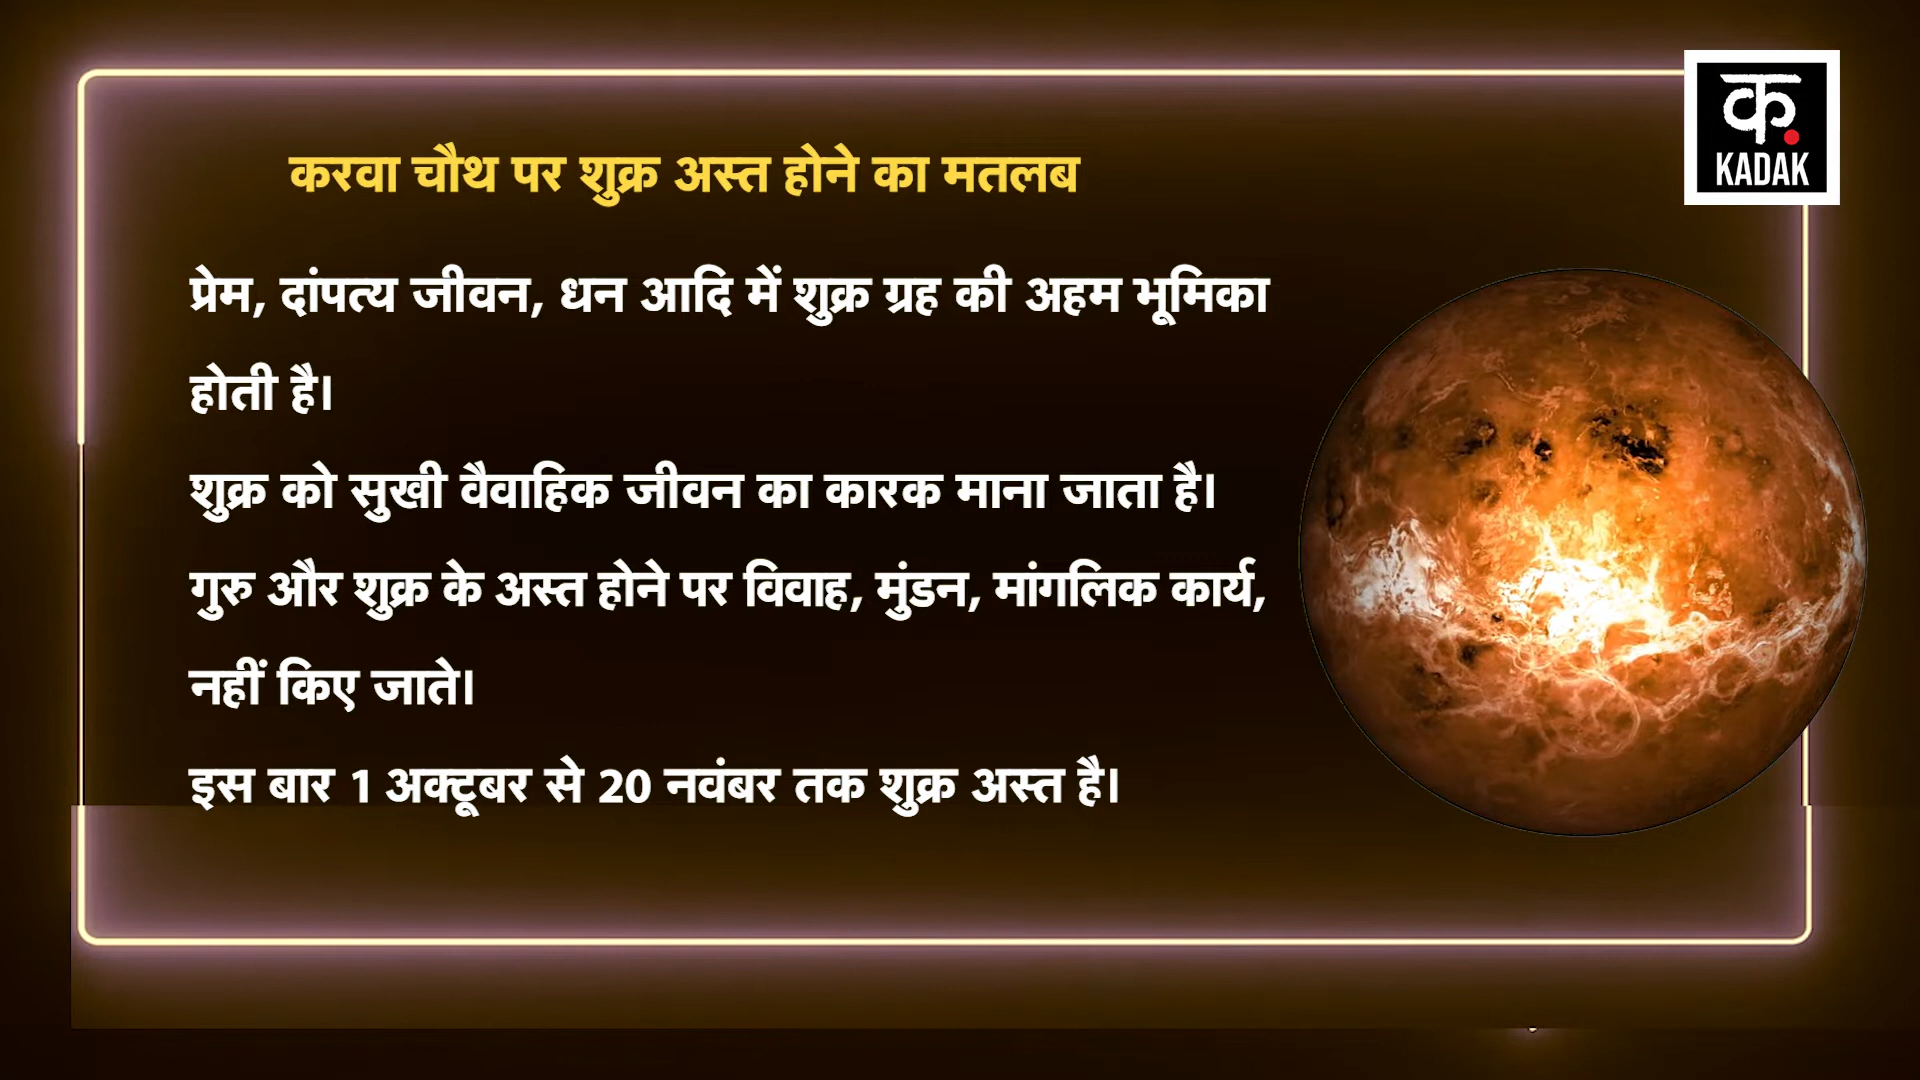 क
KADAK
करवा चौथ पर शुक्र अस्त होने का मतलब
प्रेम, दांपत्य जीवन, धन आदि में शुक्र ग्रह की अहम भूमिका
होती है।
शुक्र को सुखी वैवाहिक जीवन का कारक माना जाता है।
गुरु और शुक्र के अस्त होने पर विवाह, मुंडन, मांगलिक कार्य,
नहीं किए जाते।
इस बार 1 अक्टूबर से 20 नवंबर तक शुक्र अस्त है।